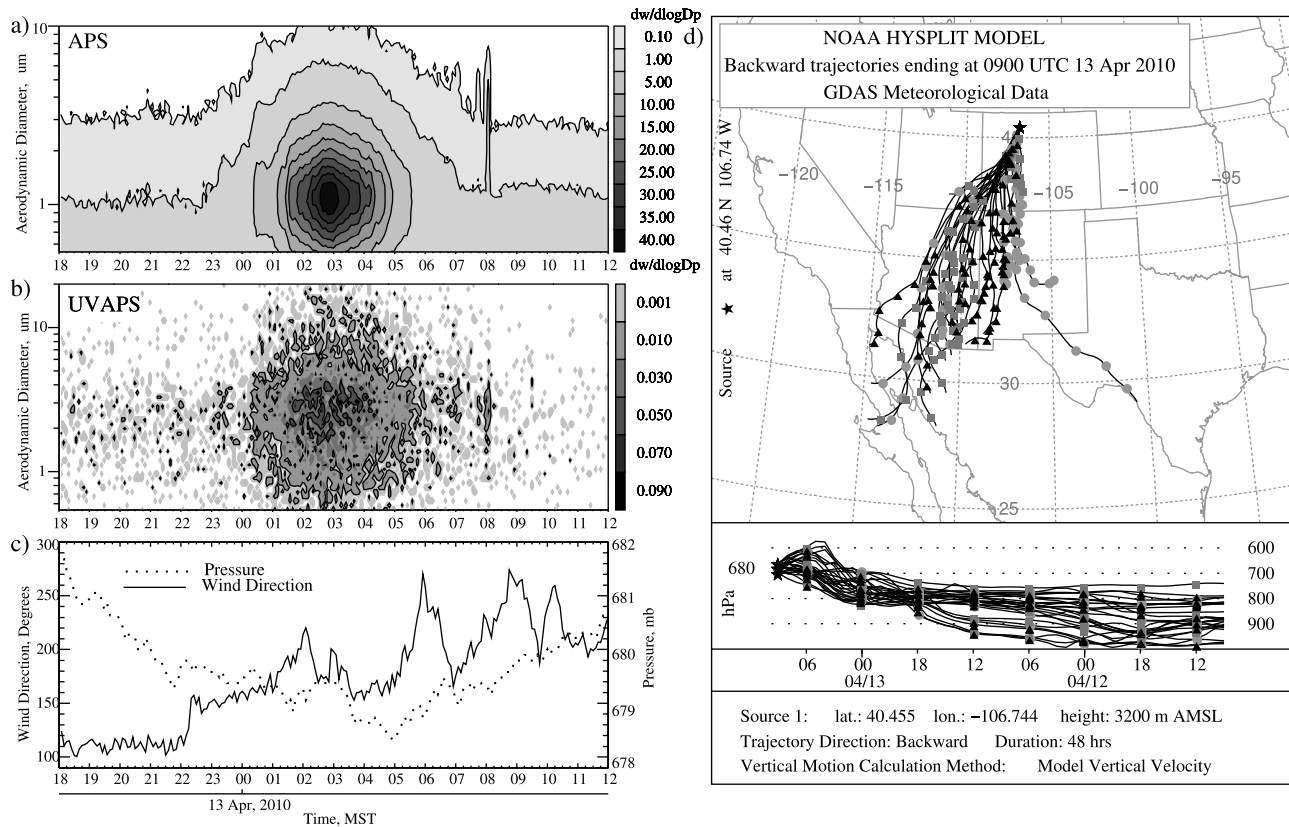 a)
APS
10
1
Aerodynamic Diameter, um
18 19 20 21 22 23 00 01 02 03 04 05 06 07 08 09 10 11 12
dw/dlogDp
0.10
1.00
5.00
10.00
15.00
20.00
25.00
30.00
35.00
40.00
b)
UVAPS
10
1
Aerodynamic Diameter, um
18 19 20 21 22 23 00 01 02 03 04 05 06 07 08 09 10 11 12
dw/dlogDp
0.001
0.010
0.030
0.050
0.070
0.090
c)
300
250
200
150
100
Wind Direction, Degrees
Pressure
Wind Direction
682
681
680
679
678
Pressure, mb
18 19 20 21 22 23 00 01 02 03 04 05 06 07 08 09 10 11 12
13 Apr, 2010
Time, MST
d)
NOAA HYSPLIT MODEL
Backward trajectories ending at 0900 UTC 13 Apr 2010
GDAS Meteorological Data
Source ★ at 40.46 N 106.74 W
−120
−115
−105
−100
−95
30
25
680
hPa
600
700
800
900
06 00 18 12 06 00 18 12
04/13 04/12
Source 1: lat.: 40.455 lon.: −106.744 height: 3200 m AMSL
Trajectory Direction: Backward Duration: 48 hrs
Vertical Motion Calculation Method: Model Vertical Velocity